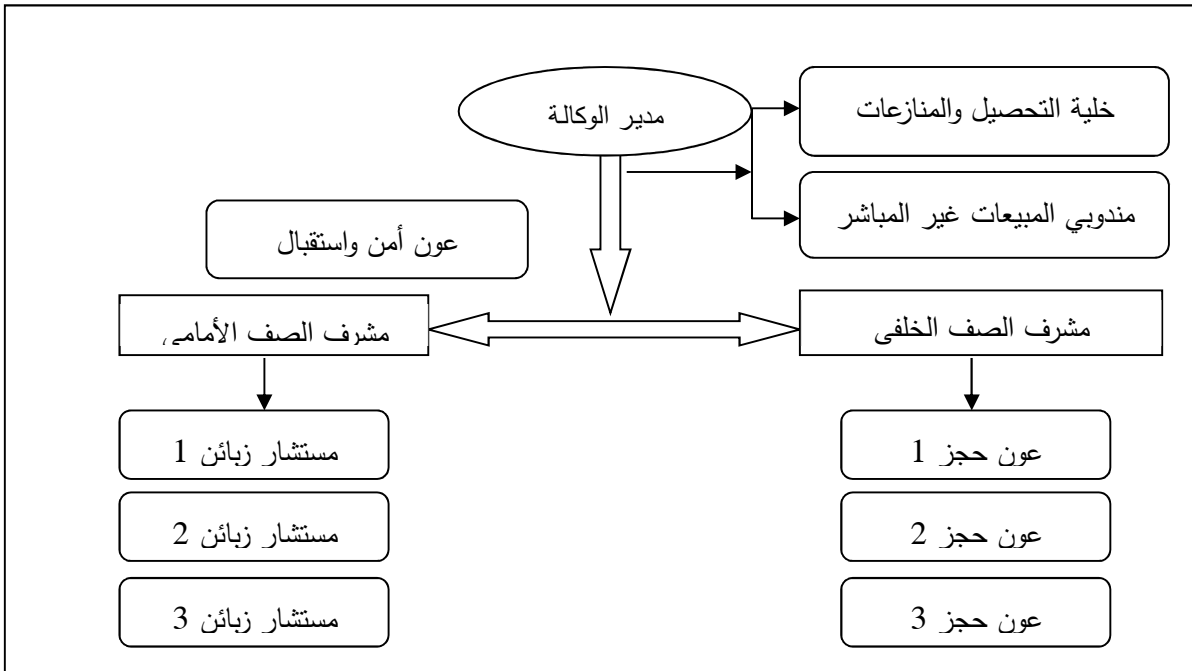 خلية التحصيل والمنازعات
مدير الوكالة
مندوبي المبيعات غير المباشر
عون أمن واستقبال
مشرف الصف الخلفي
مشرف الصف الأمامي
عون حجز 1
مستشار زبائن 1
عون حجز 2
مستشار زبائن 2
عون حجز 3
مستشار زبائن 3